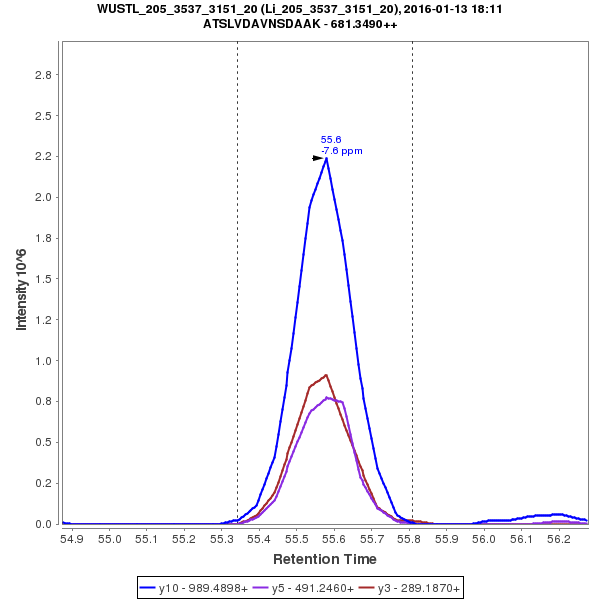 WUSTL_205_3537_3151_20 (Li_205_3537_3151_20), 2016-01-13 18:11
ATSLVDAVNSDAAK - 681.3490++
55.6
-7.6 ppm
Intensity 10^6
2.8
2.5
2.2
2.0
1.8
1.5
1.2
1.0
0.8
0.5
0.2
0.0
54.9 55.0 55.1 55.2 55.3 55.4 55.5 55.6 55.7 55.8 55.9 56.0 56.1 56.2
Retention Time
y10 - 989.4898+ y5 - 491.2460+ y3 - 289.1870+